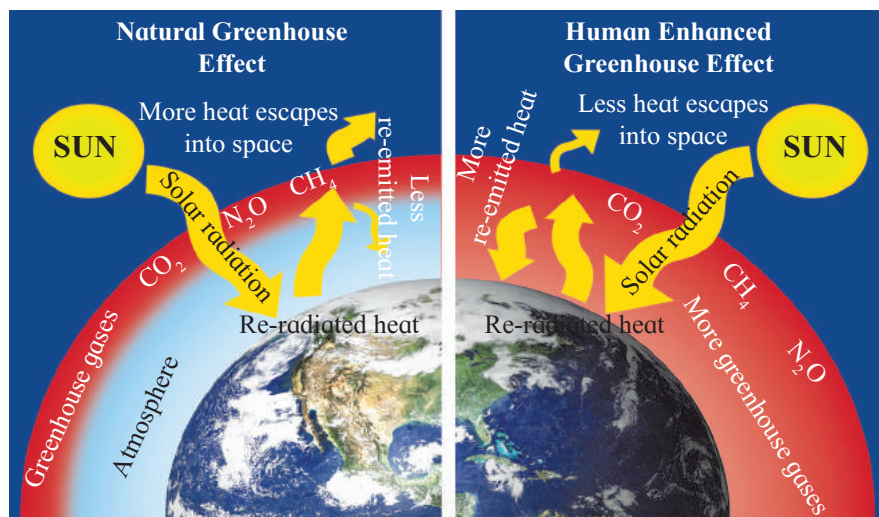 Natural Greenhouse
Effect
SUN
More heat escapes
into space
Solar radiation
CO2
N2O
CH4
Less
re-emitted heat
Re-radiated heat
Greenhouse gases
Atmosphere
Human Enhanced
Greenhouse Effect
More
re-emitted heat
Less heat escapes
into space
SUN
Solar radiation
CO2
CH4
N2O
Re-radiated heat
More greenhouse gases